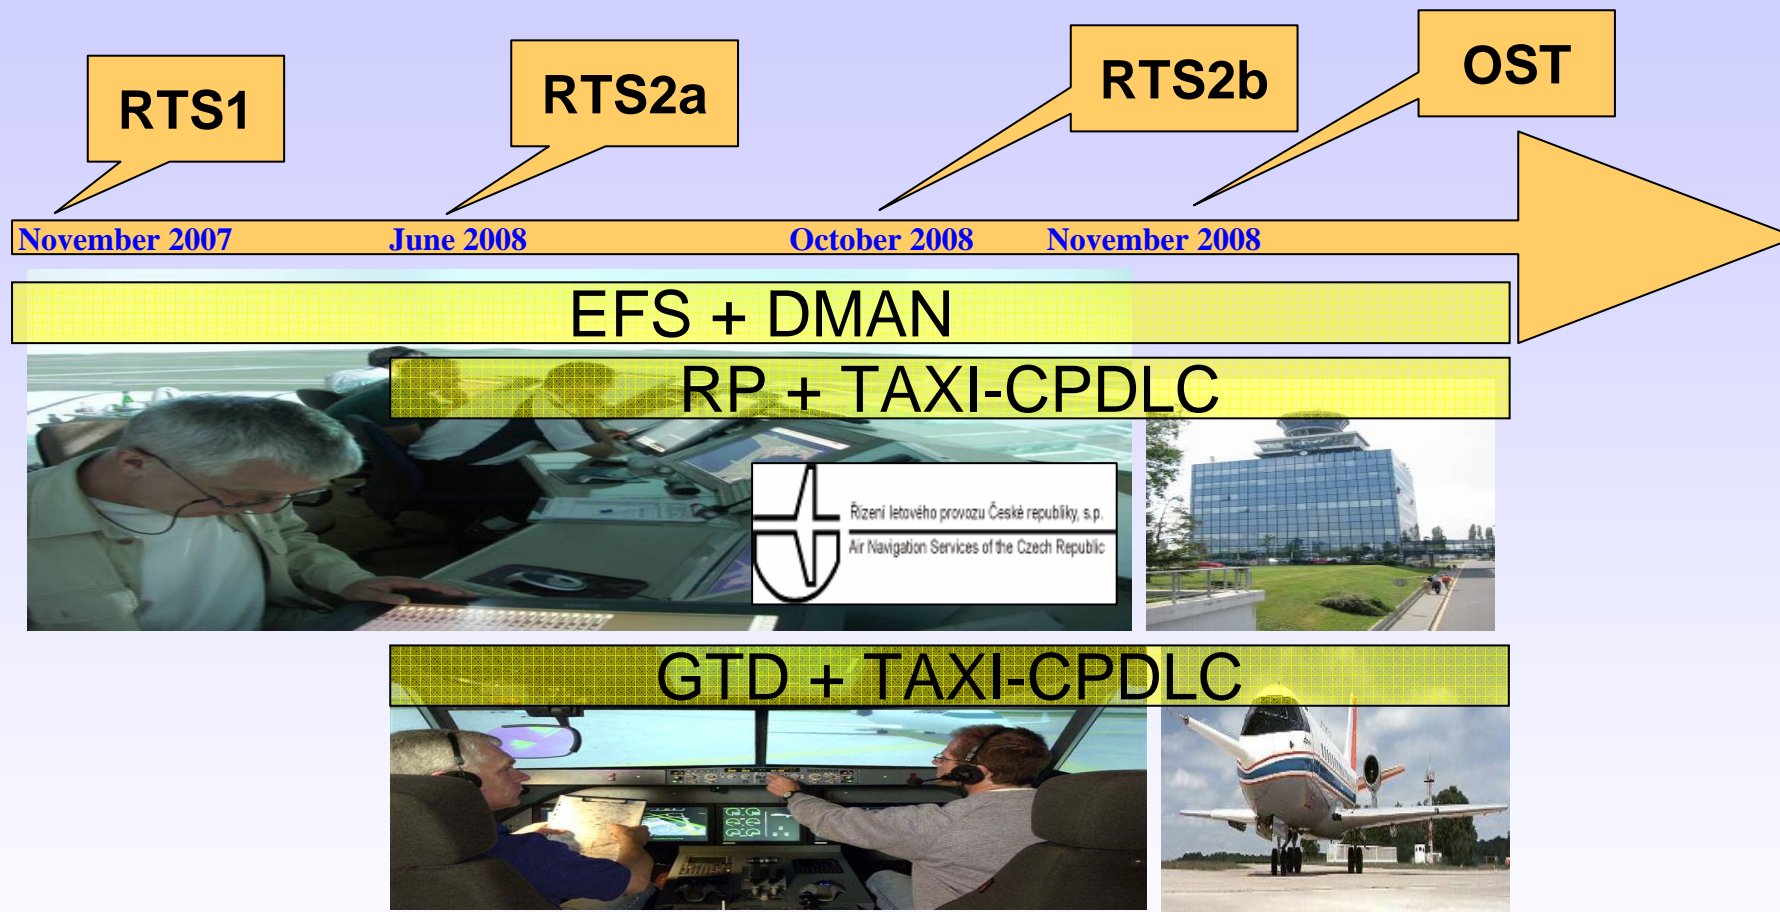 RTS1
RTS2a
RTS2b
OST
November 2007
June 2008
October 2008
November 2008
EFS + DMAN
RP + TAXI-CPDLC
Řízení letového provozu České republiky, s.p.
Air Navigation Services of the Czech Republic
GTD + TAXI-CPDLC